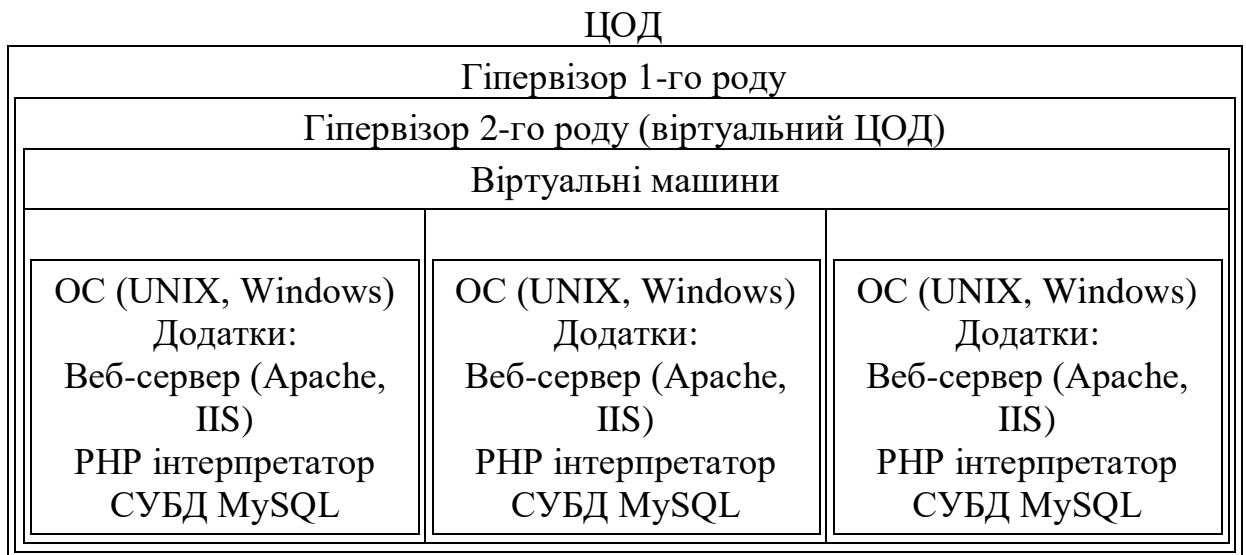 ЦОД
Гіпервізор 1-го роду
Гіпервізор 2-го роду (віртуальний ЦОД)
Віртуальні машини
ОС (UNIX, Windows)
Додатки:
Веб-сервер (Apache,
IIS)
PHP інтерпретатор
СУБД MySQL
ОС (UNIX, Windows)
Додатки:
Веб-сервер (Apache,
IIS)
PHP інтерпретатор
СУБД MySQL
ОС (UNIX, Windows)
Додатки:
Веб-сервер (Apache,
IIS)
PHP інтерпретатор
СУБД MySQL